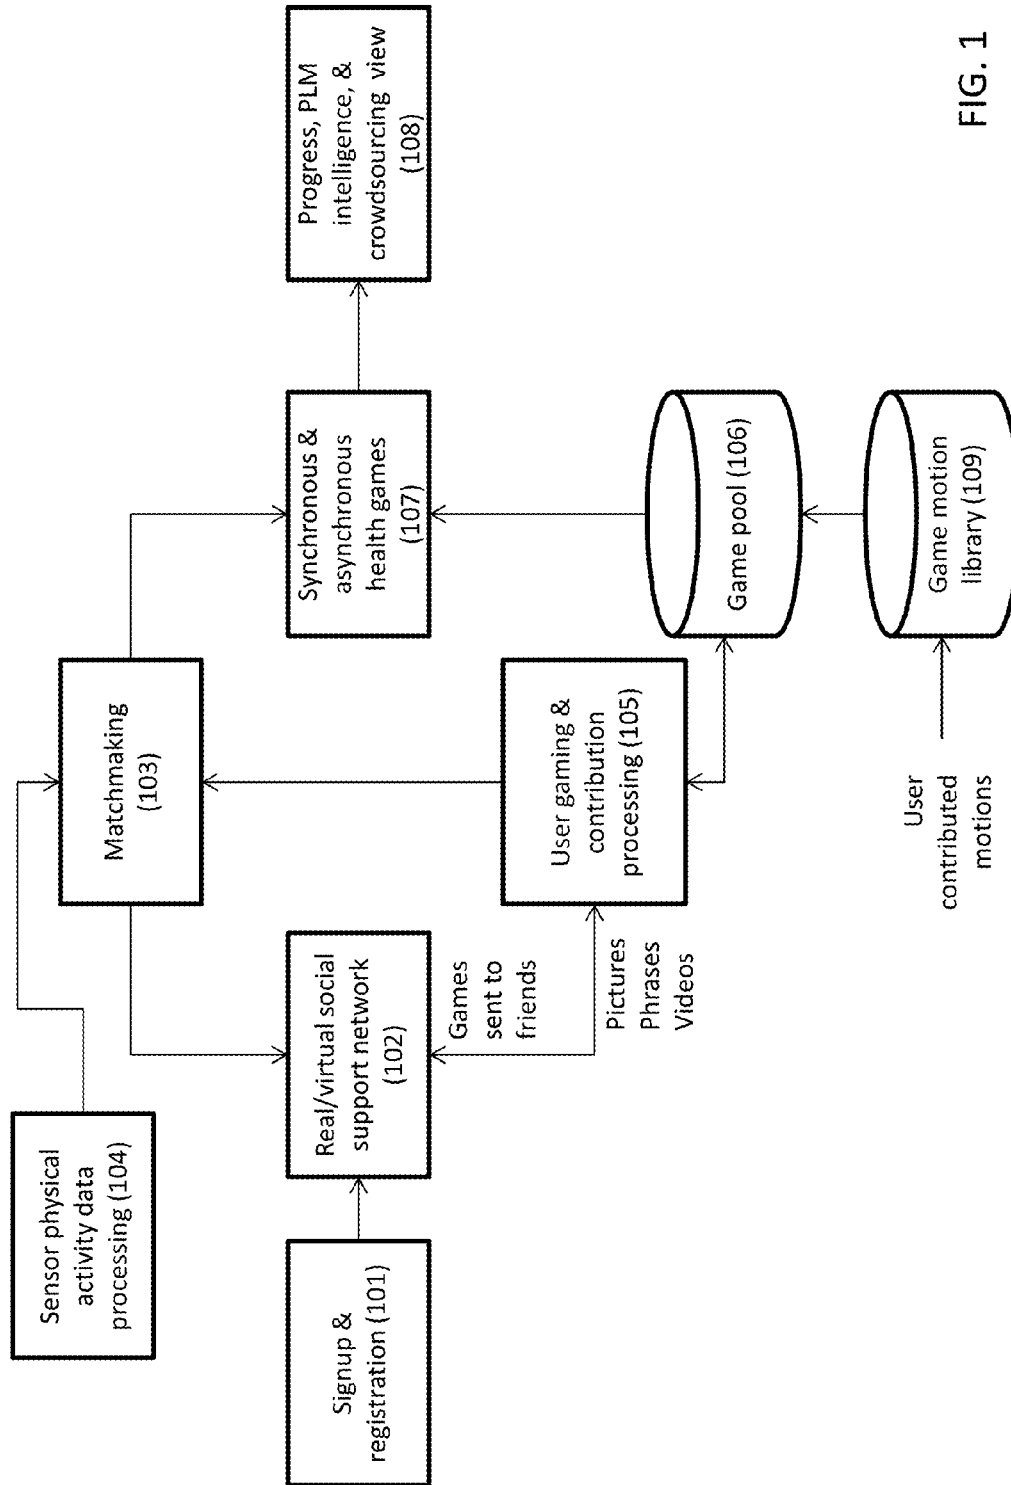 Sensor physical
activity data
processing (104)
Matchmaking
(103)
Signup &
registration (101)
Real/virtual social
support network
(102)
Synchronous &
asynchronous
health games
(107)
Progress, PLM
intelligence, &
crowdsourcing view
(108)
Games
sent to
friends
Pictures
Phrases
Videos
User gaming &
contribution
processing (105)
Game pool (106)
User
contributed
motions
Game motion
library (109)
FIG. 1